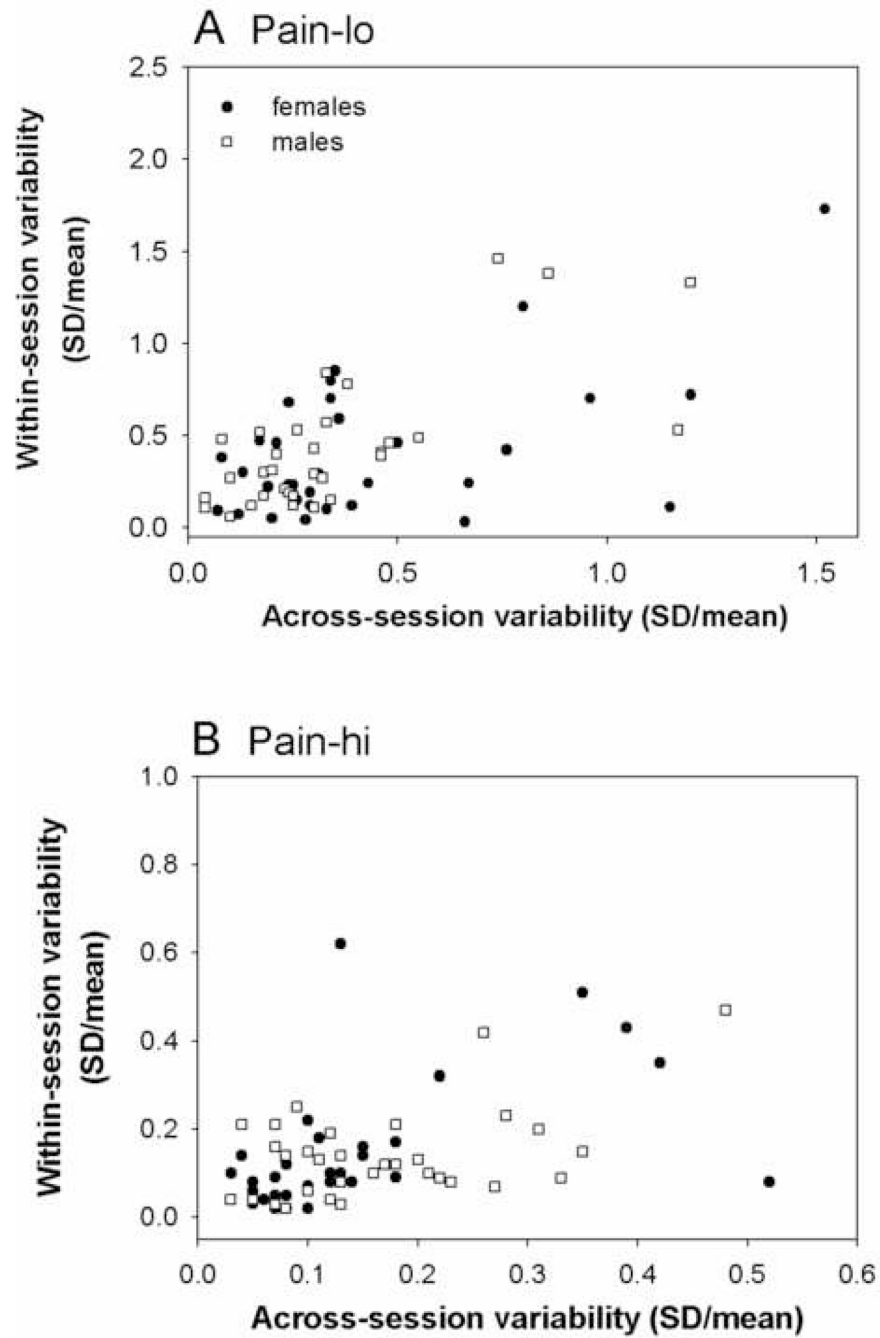 A Pain-lo
2.5
2.0
1.5
1.0
0.5
0.0
Within-session variability
(SD/mean)
females
males
0.0 0.5 1.0 1.5
Across-session variability (SD/mean)
B Pain-hi
1.0
0.8
0.6
0.4
0.2
0.0
Within-session variability
(SD/mean)
0.0 0.1 0.2 0.3 0.4 0.5 0.6
Across-session variability (SD/mean)